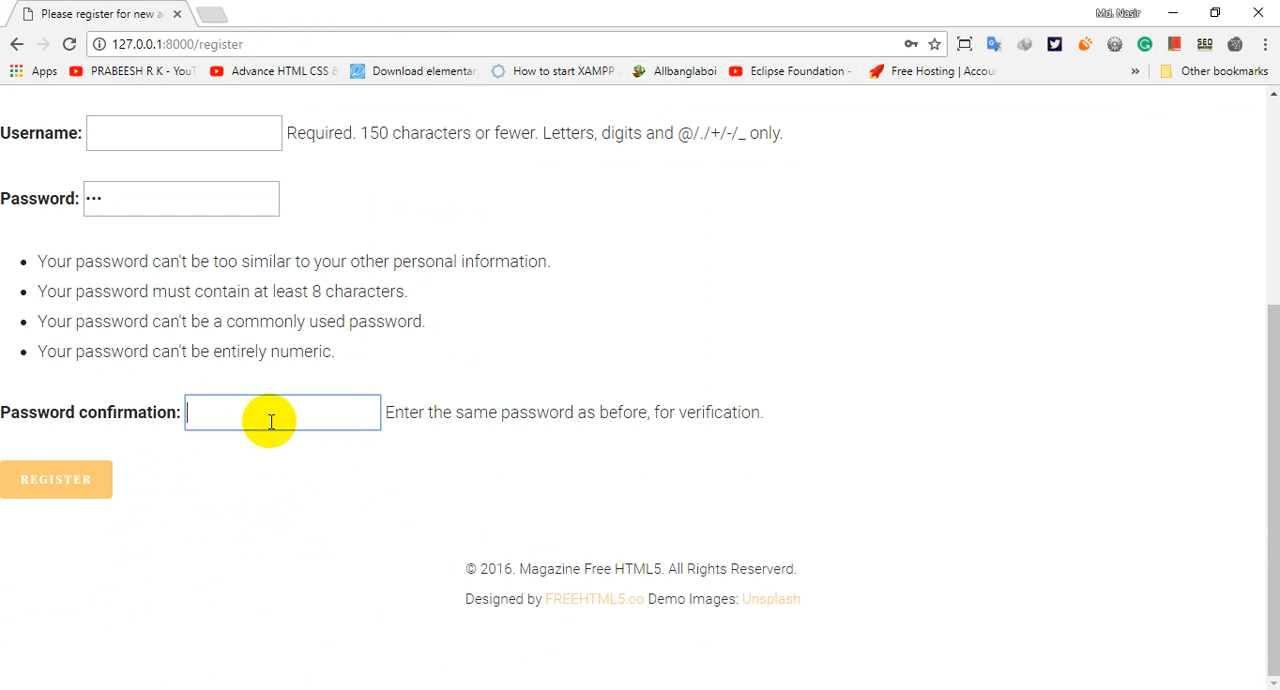 Please register for new a
Md. Nasir
127.0.0.1:8000/register
SEO
Apps PRABEESH R K - YouT Advance HTML CSS & Download elementar How to start XAMPP Allbanglaboi Eclipse Foundation - Free Hosting | Accou » Other bookmarks
Username: Required. 150 characters or fewer. Letters, digits and @/./+/-/_ only.
Password: •••
• Your password can't be too similar to your other personal information.
• Your password must contain at least 8 characters.
• Your password can't be a commonly used password.
• Your password can't be entirely numeric.
Password confirmation: Enter the same password as before, for verification.
REGISTER
© 2016. Magazine Free HTML5. All Rights Reserverd.
Designed by FREEHTML5.co Demo Images: Unsplash